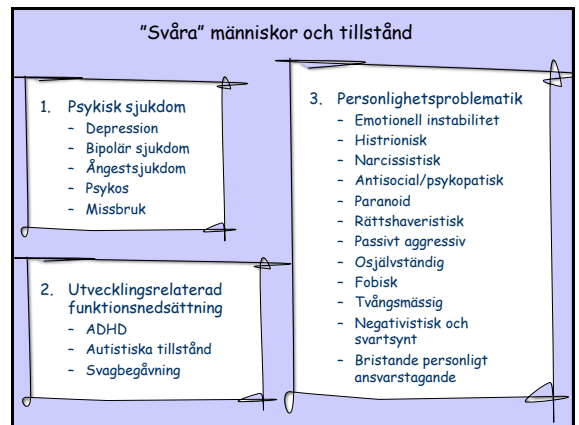 ”Svåra” människor och tillstånd
1. Psykisk sjukdom
– Depression
– Bipolär sjukdom
– Ångestsjukdom
– Psykos
– Missbruk
2. Utvecklingsrelaterad
funktionsnedsättning
– ADHD
– Autistiska tillstånd
– Svagbegåvning
3. Personlighetsproblematik
– Emotionell instabilitet
– Histrionisk
– Narcissistisk
– Antisocial/psykopatisk
– Paranoid
– Rättshaveristisk
– Passivt aggressiv
– Osjälvständig
– Fobisk
– Tvångsmässig
– Negativistisk och
svartsynt
– Bristande personligt
ansvarstagande